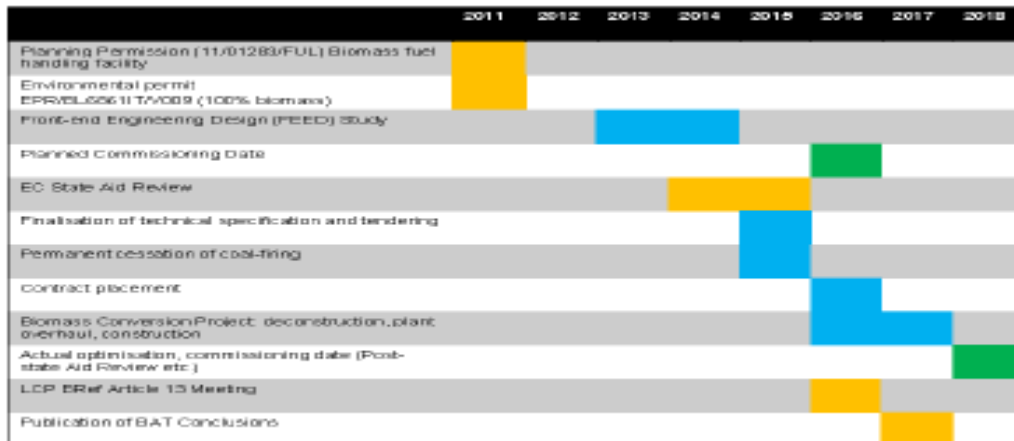 2011 2012 2013 2014 2015 2016 2017 2018
Planning Permission (11/01283/FUL) Biomass fuel
handling facility
Environmental permit
(100% biomass)
Front-end Engineering Design (FEED) Study
Planned Commissioning Date
EC State Aid Review
Finalisation of technical specification and tendering
Permanent cessation of coal-firing
Contract placement
Biomass Conversion Project: deconstruction, plant
overhaul, construction
Actual optimisation, commissioning date (Post-
state Aid Review etc)
LCP BRef Article 13 Meeting
Publication of BAT Conclusions